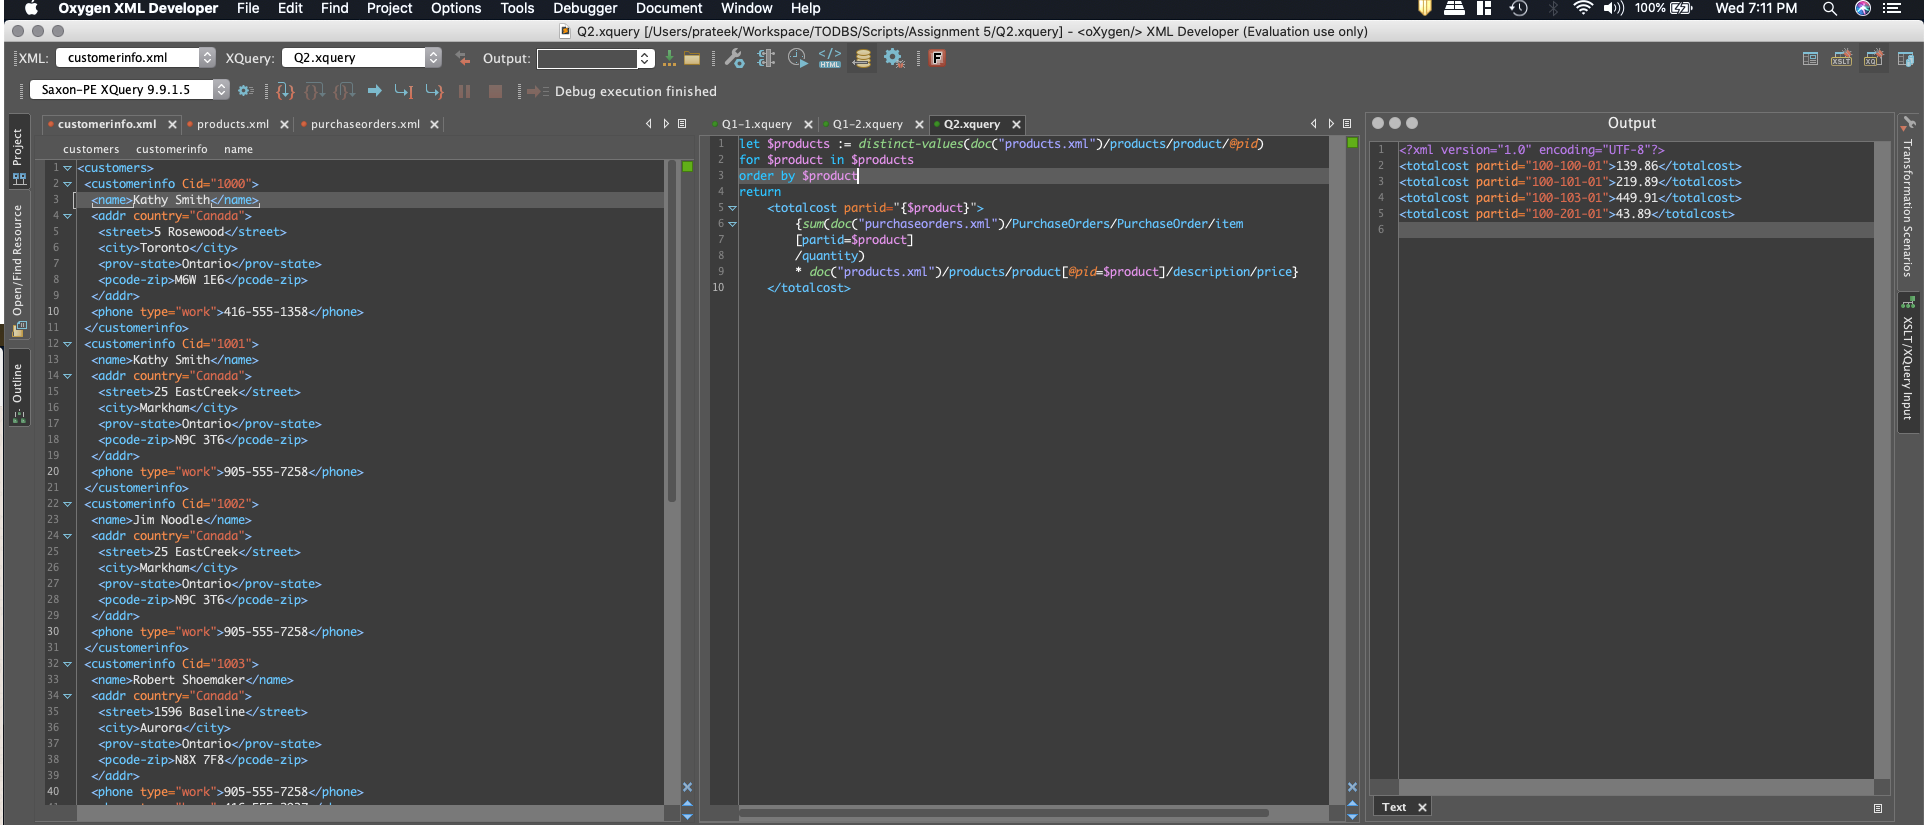 Oxygen XML Developer File Edit Find Project Options Tools Debugger Document Window Help 100% Wed 7:11 PM
Q2.xquery [/Users/prateek/Workspace/TODBS/Scripts/Assignment 5/Q2.xquery] - <oXygen/> XML Developer (Evaluation use only)
XML: customerinfo.xml XQuery: Q2.xquery Output:
Saxon-PE XQuery 9.9.1.5 Debug execution finished
Project
Open/Find Resource
Outline
customerinfo.xml products.xml purchaseorders.xml
customers customerinfo name
1 <customers>
2 <customerinfo Cid="1000">
3 <name>Kathy Smith</name>
4 <addr country="Canada">
5 <street>5 Rosewood</street>
6 <city>Toronto</city>
7 <prov-state>Ontario</prov-state>
8 <pcode-zip>M6W 1E6</pcode-zip>
9 </addr>
10 <phone type="work">416-555-1358</phone>
11 </customerinfo>
12 <customerinfo Cid="1001">
13 <name>Kathy Smith</name>
14 <addr country="Canada">
15 <street>25 EastCreek</street>
16 <city>Markham</city>
17 <prov-state>Ontario</prov-state>
18 <pcode-zip>N9C 3T6</pcode-zip>
19 </addr>
20 <phone type="work">905-555-7258</phone>
21 </customerinfo>
22 <customerinfo Cid="1002">
23 <name>Jim Noodle</name>
24 <addr country="Canada">
25 <street>25 EastCreek</street>
26 <city>Markham</city>
27 <prov-state>Ontario</prov-state>
28 <pcode-zip>N9C 3T6</pcode-zip>
29 </addr>
30 <phone type="work">905-555-7258</phone>
31 </customerinfo>
32 <customerinfo Cid="1003">
33 <name>Robert Shoemaker</name>
34 <addr country="Canada">
35 <street>1596 Baseline</street>
36 <city>Aurora</city>
37 <prov-state>Ontario</prov-state>
38 <pcode-zip>N8X 7F8</pcode-zip>
39 </addr>
40 <phone type="work">905-555-7258</phone>
Q1-1.xquery Q1-2.xquery Q2.xquery
1 let $products := distinct-values(doc("products.xml")/products/product/@pid)
2 for $product in $products
3 order by $product
4 return
5 <totalcost partid="{$product}">
6 {sum(doc("purchaseorders.xml")/PurchaseOrders/PurchaseOrder/item
7 [partid=$product]
8 /quantity)
9 * doc("products.xml")/products/product[@pid=$product]/description/price}
10 </totalcost>
Output
1 <?xml version="1.0" encoding="UTF-8"?>
2 <totalcost partid="100-100-01">139.86</totalcost>
3 <totalcost partid="100-101-01">219.89</totalcost>
4 <totalcost partid="100-103-01">449.91</totalcost>
5 <totalcost partid="100-201-01">43.89</totalcost>
6
Text
Transformation Scenarios
XSLT/XQuery Input